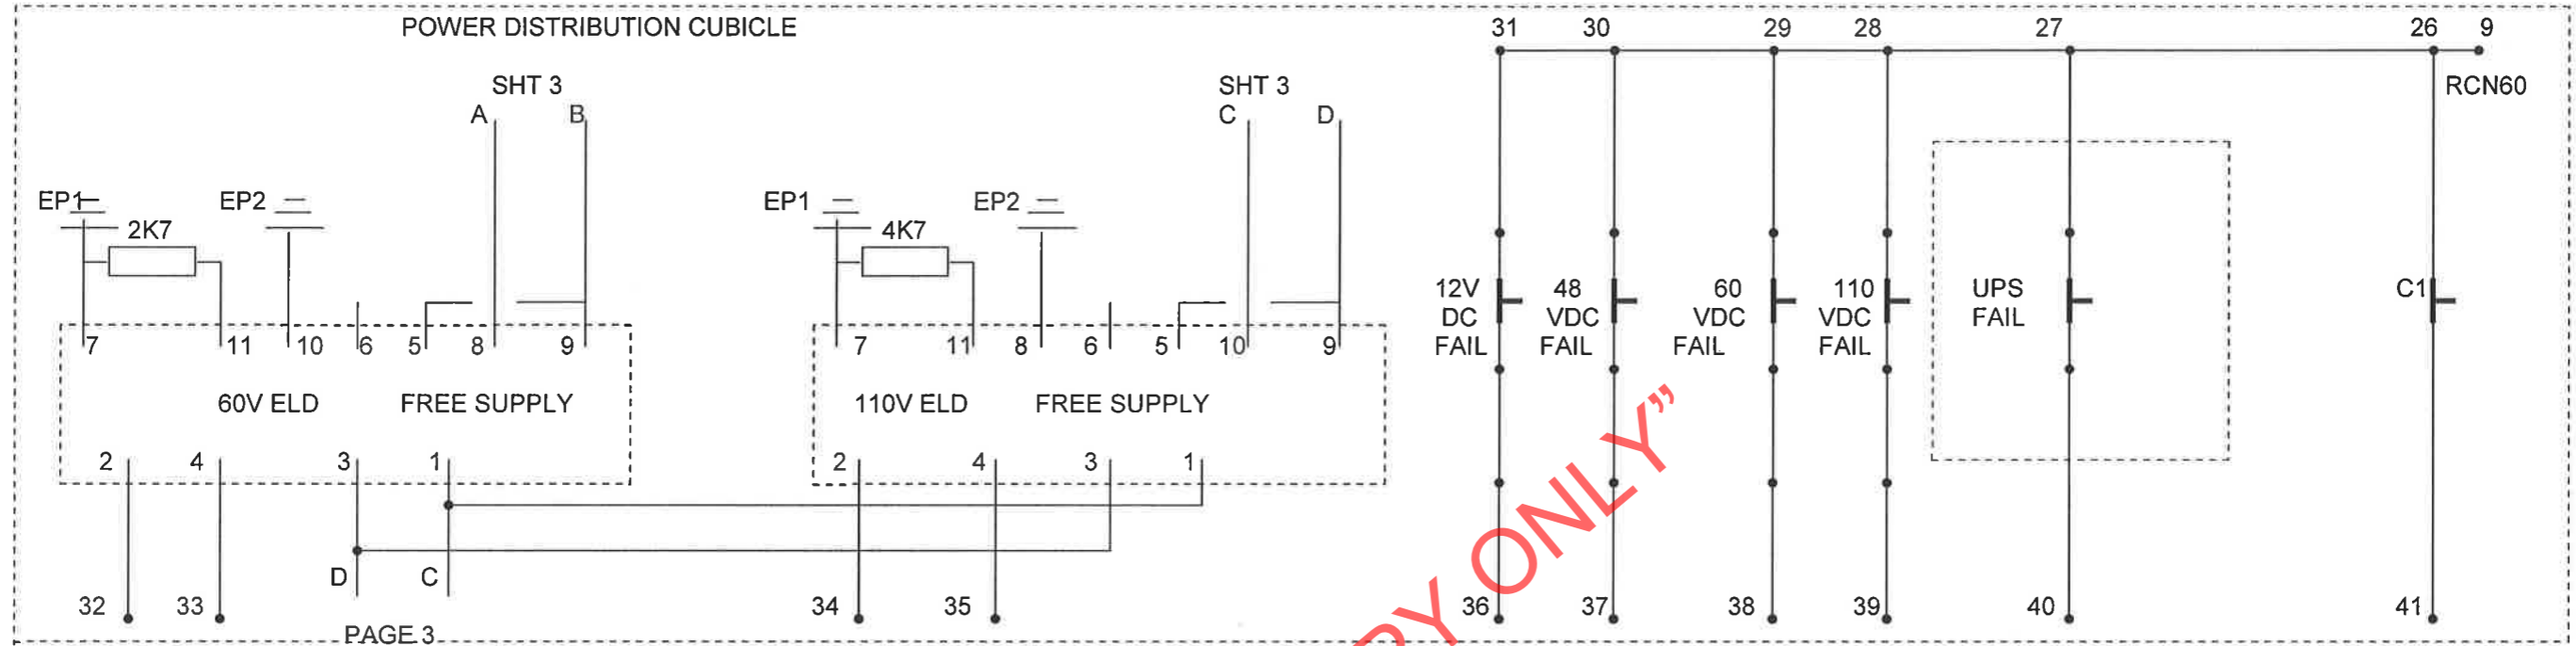 POWER DISTRIBUTION CUBICLE
31 30 29 28 27 26 9
SHT 3
A B
SHT 3
C D
RCN60
EP1
2K7
EP2
EP1
4K7
EP2
12V
DC
FAIL
48
VDC
FAIL
60
VDC
FAIL
110
VDC
FAIL
UPS
FAIL
C1
7 11 10 6 5 8 9
7 11 8 6 5 10 9
60V ELD FREE SUPPLY
110V ELD FREE SUPPLY
2 4 3 1
2 4 3 1
D C
32 33 34 35 36 37 38 39 40 41
PAGE 3
RY ONLY”